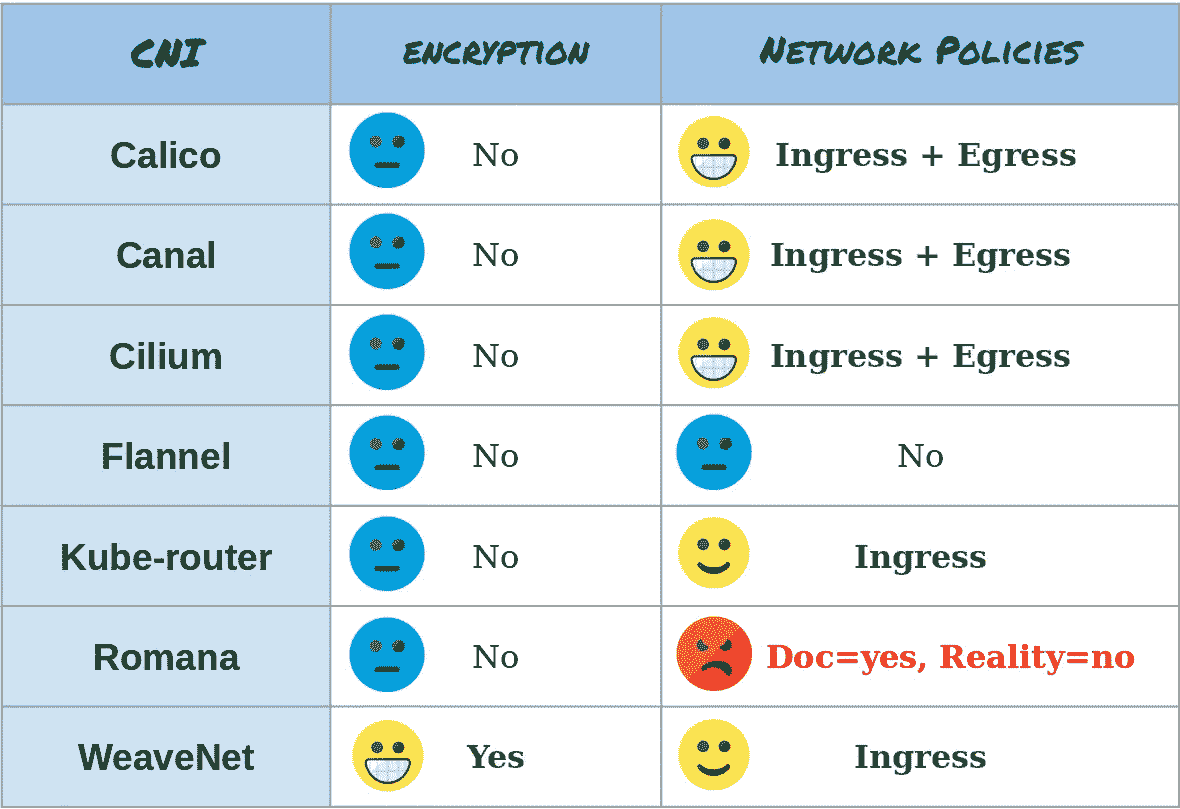 CNI ENCRYPTION NETWORK POLICIES
Calico No Ingress + Egress
Canal No Ingress + Egress
Cilium No Ingress + Egress
Flannel No No
Kube-router No Ingress
Romana No Doc=yes, Reality=no
WeaveNet Yes Ingress